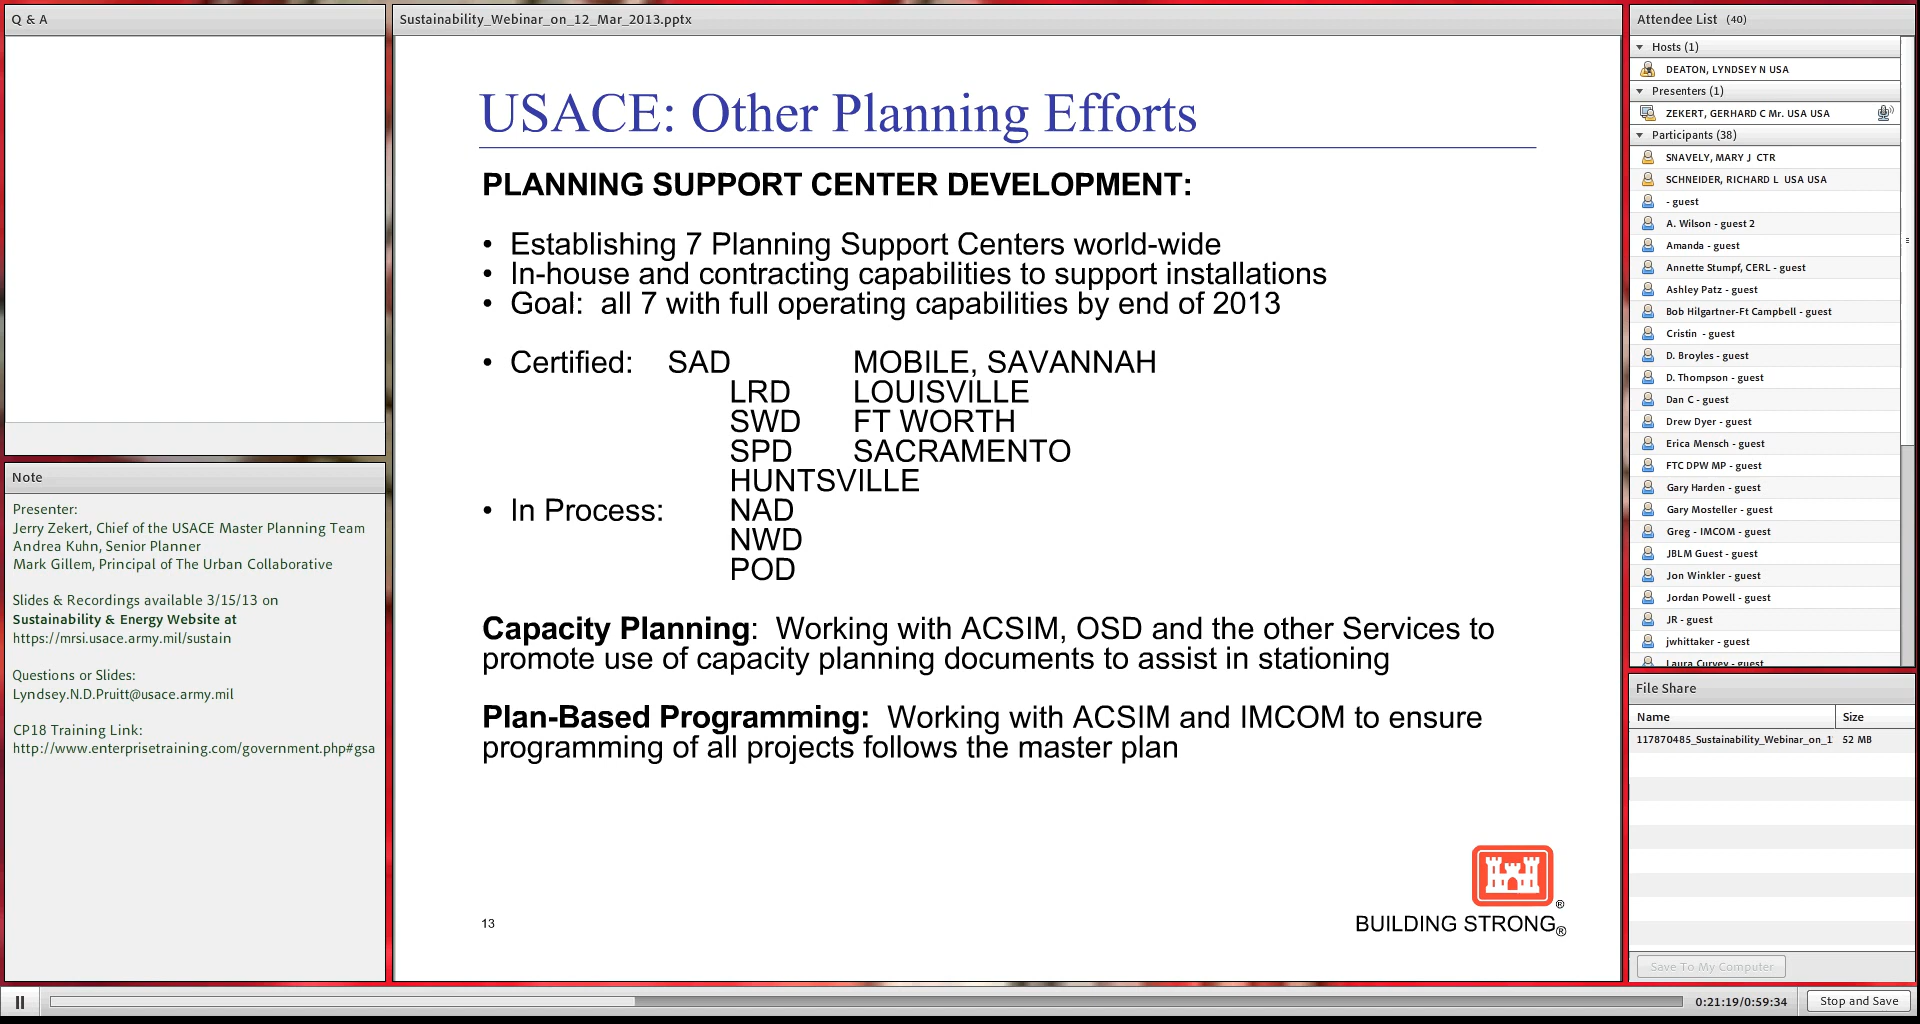 Q & A
Sustainability_Webinar_on_12_Mar_2013.pptx
USACE: Other Planning Efforts
PLANNING SUPPORT CENTER DEVELOPMENT:
• Establishing 7 Planning Support Centers world-wide
• In-house and contracting capabilities to support installations
• Goal: all 7 with full operating capabilities by end of 2013
• Certified: SAD MOBILE, SAVANNAH
LRD LOUISVILLE
SWD FT WORTH
SPD SACRAMENTO
HUNTSVILLE
• In Process: NAD
NWD
POD
Capacity Planning: Working with ACSIM, OSD and the other Services to
promote use of capacity planning documents to assist in stationing
Plan-Based Programming: Working with ACSIM and IMCOM to ensure
programming of all projects follows the master plan
13
®
BUILDING STRONG®
Note
Presenter:
Jerry Zekert, Chief of the USACE Master Planning Team
Andrea Kuhn, Senior Planner
Mark Gillem, Principal of The Urban Collaborative
Slides & Recordings available 3/15/13 on
Sustainability & Energy Website at
https://mrsi.usace.army.mil/sustain
Questions or Slides:
Lyndsey.N.D.Pruitt@usace.army.mil
CP18 Training Link:
http://www.enterprisetraining.com/government.php#gsa
Attendee List (40)
Hosts (1)
DEATON, LYNDSEY N USA
Presenters (1)
ZEKERT, GERHARD C Mr. USA USA
Participants (38)
SNAVELY, MARY J CTR
SCHNEIDER, RICHARD L USA USA
- guest
A. Wilson - guest 2
Amanda - guest
Annette Stumpf, CERL - guest
Ashley Patz - guest
Bob Hilgartner-Ft Campbell - guest
Cristin - guest
D. Broyles - guest
D. Thompson - guest
Dan C - guest
Drew Dyer - guest
Erica Mensch - guest
FTC DPW MP - guest
Gary Harden - guest
Gary Mosteller - guest
Greg - IMCOM - guest
JBLM Guest - guest
Jon Winkler - guest
Jordan Powell - guest
JR - guest
jwhittaker - guest
Laura Curvey - guest
File Share
Name Size
117870485_Sustainability_Webinar_on_1 52 MB
Save To My Computer
0:21:19/0:59:34
Stop and Save